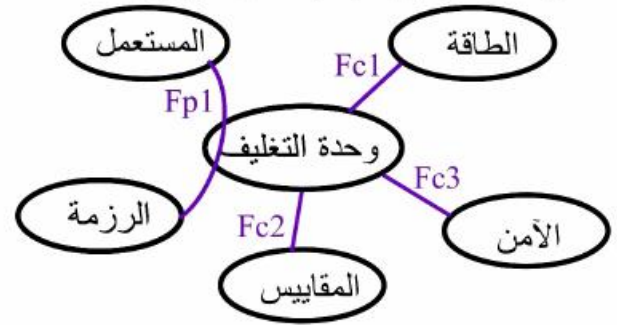 المستعمل
الطاقة
Fc1
Fp1
وحدة التغليف
Fc3
الرزمة
Fc2
الآمن
المقاييس